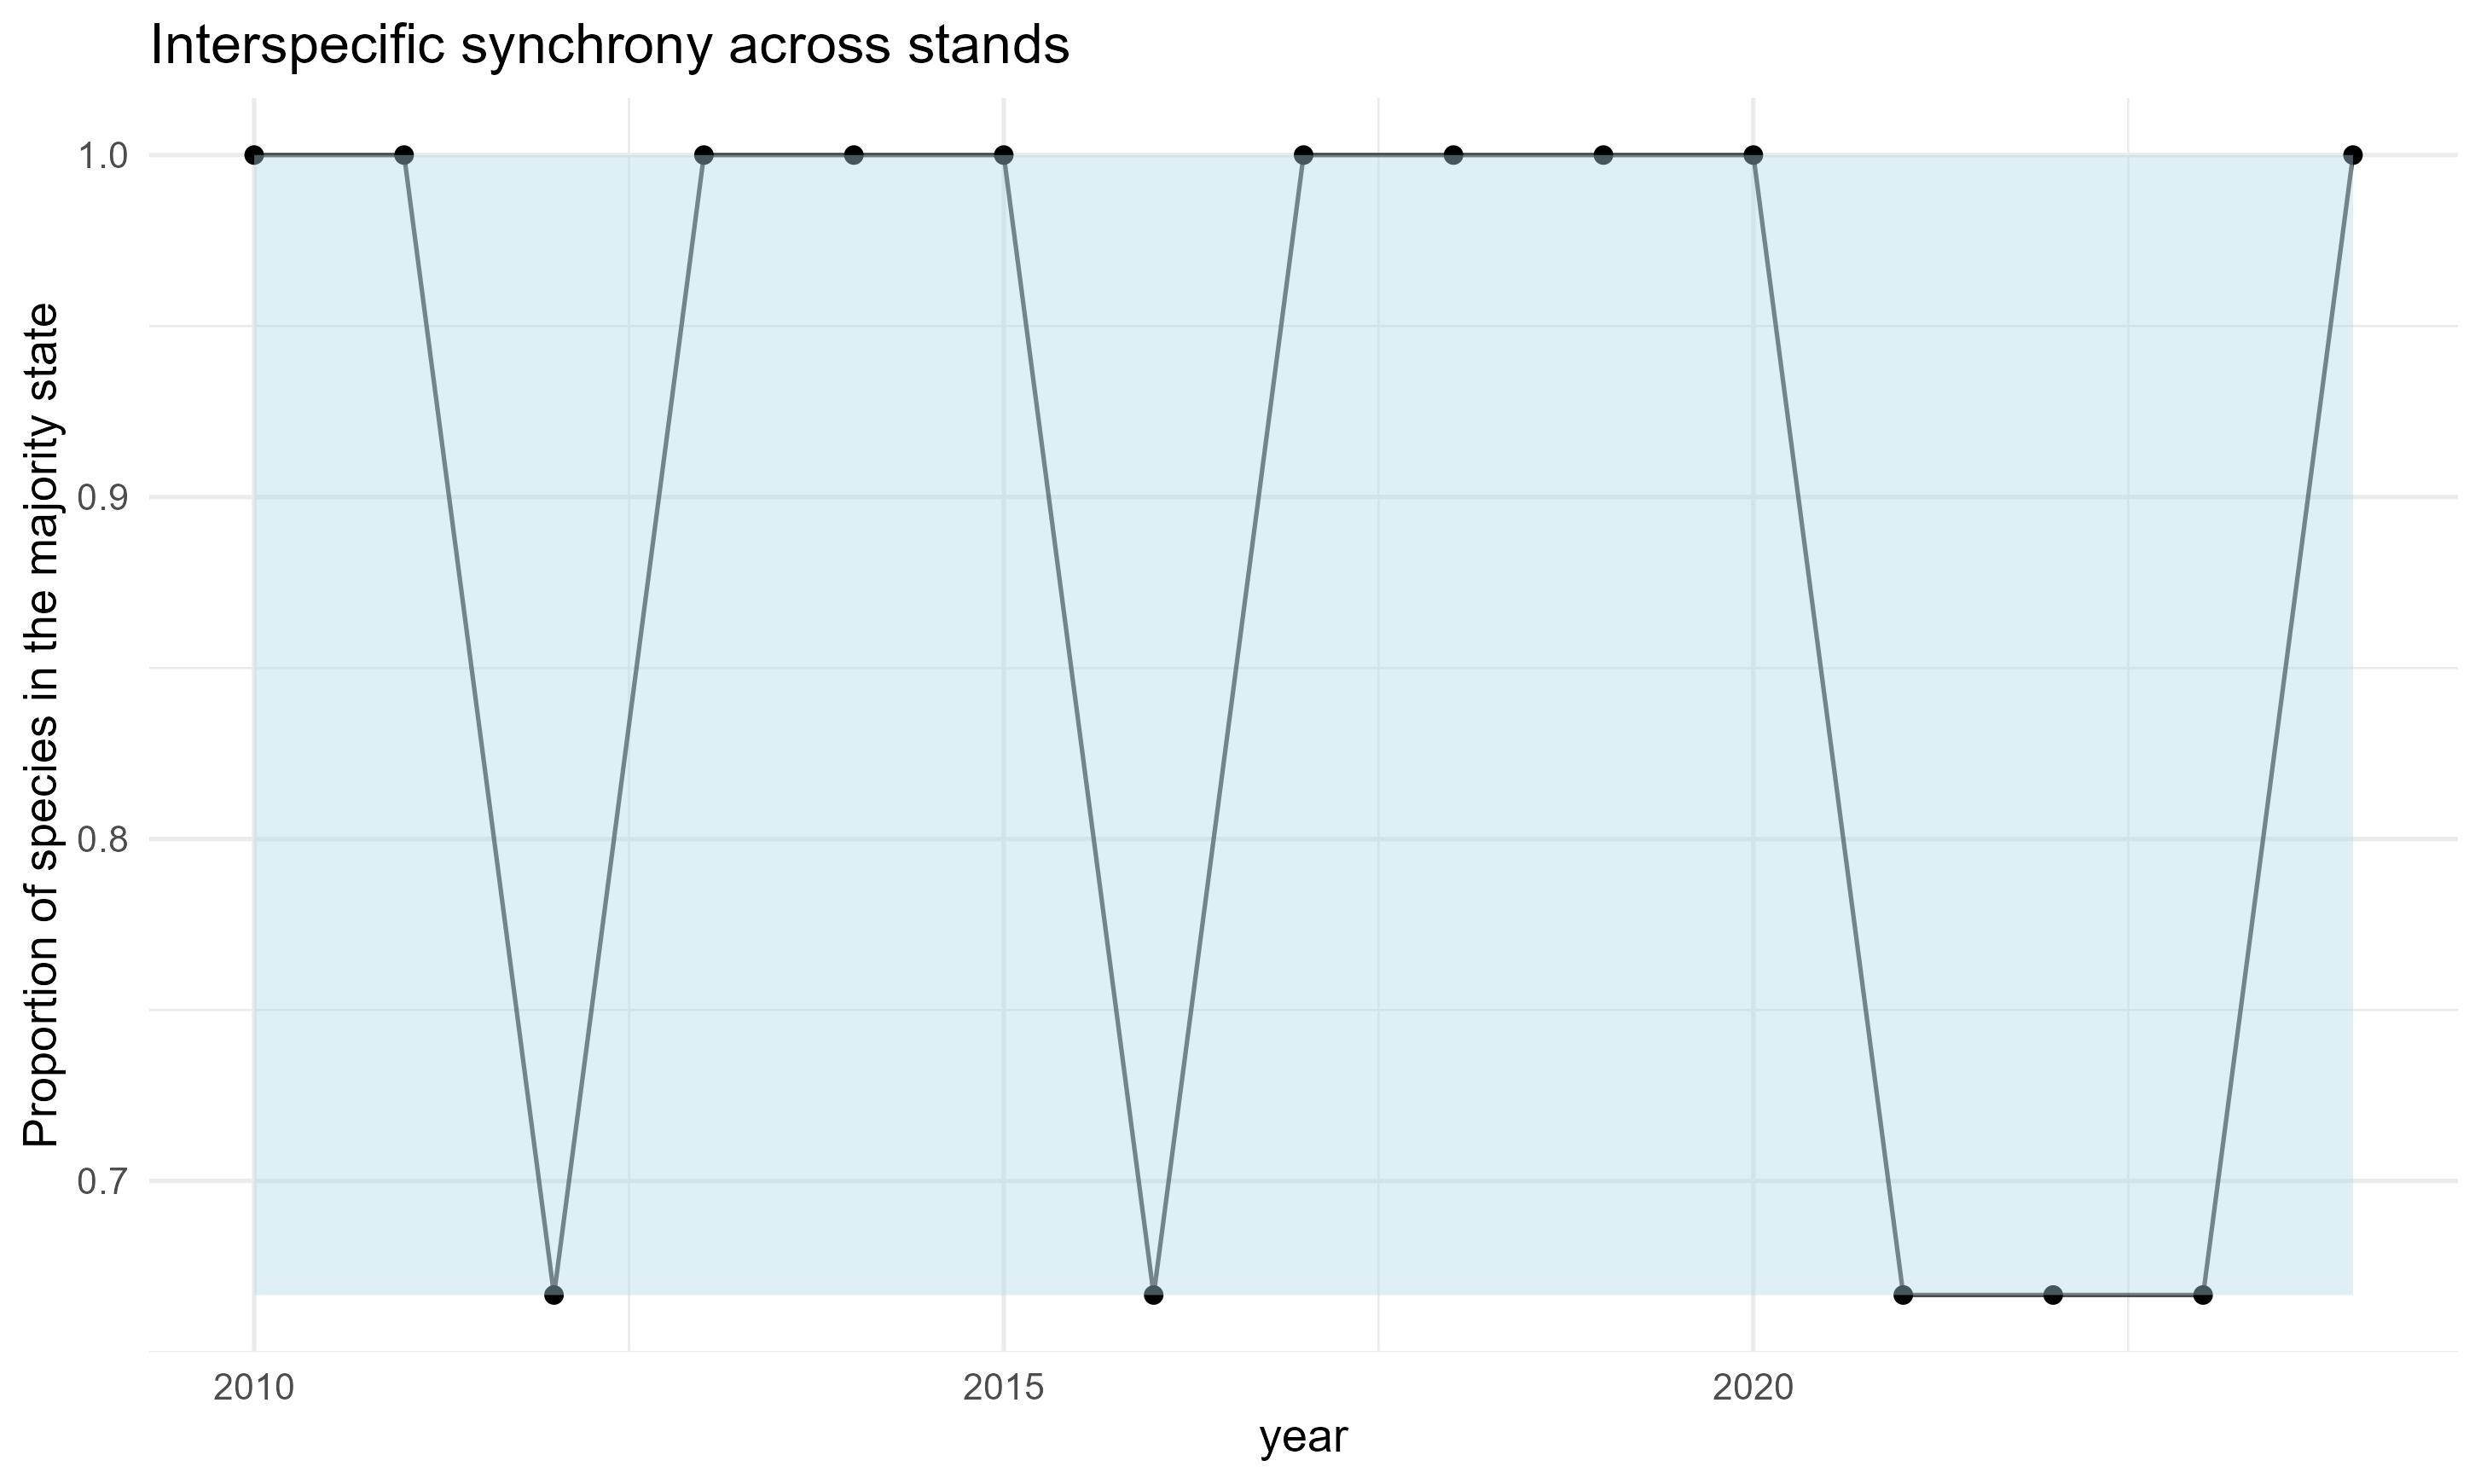 Interspecific synchrony across stands
Proportion of species in the majority state
1.0
0.9
0.8
0.7
2010
2015
2020
year